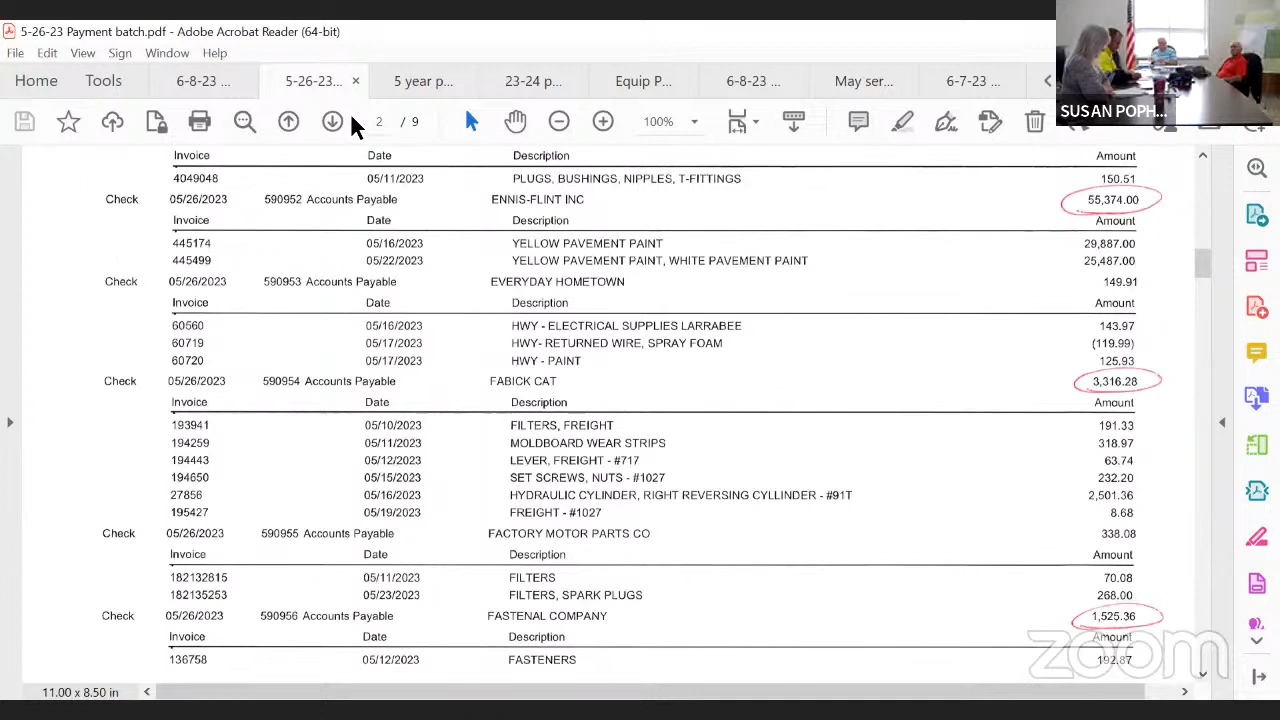 5-26-23 Payment batch.pdf - Adobe Acrobat Reader (64-bit)
File Edit View Sign Window Help
Home Tools 6-8-23 ... 5-26-23... × 5 year p... 23-24 p... Equip P... 6-8-23 ... May ser... 6-7-23 ...
/ 9 100%
SUSAN POPH...
Invoice Date Description Amount
4049048 05/11/2023 PLUGS, BUSHINGS, NIPPLES, T-FITTINGS 150.51
Check 05/26/2023 590952 Accounts Payable ENNIS-FLINT INC 55,374.00
Invoice Date Description Amount
445174 05/16/2023 YELLOW PAVEMENT PAINT 29,887.00
445499 05/22/2023 YELLOW PAVEMENT PAINT, WHITE PAVEMENT PAINT 25,487.00
Check 05/26/2023 590953 Accounts Payable EVERYDAY HOMETOWN 149.91
Invoice Date Description Amount
60560 05/16/2023 HWY - ELECTRICAL SUPPLIES LARRABEE 143.97
60719 05/17/2023 HWY- RETURNED WIRE, SPRAY FOAM (119.99)
60720 05/17/2023 HWY - PAINT 125.93
Check 05/26/2023 590954 Accounts Payable FABICK CAT 3,316.28
Invoice Date Description Amount
193941 05/10/2023 FILTERS, FREIGHT 191.33
194259 05/11/2023 MOLDBOARD WEAR STRIPS 318.97
194443 05/12/2023 LEVER, FREIGHT - #717 63.74
194650 05/15/2023 SET SCREWS, NUTS - #1027 232.20
27856 05/16/2023 HYDRAULIC CYLINDER, RIGHT REVERSING CYLLINDER - #91T 2,501.36
195427 05/19/2023 FREIGHT - #1027 8.68
Check 05/26/2023 590955 Accounts Payable FACTORY MOTOR PARTS CO 338.08
Invoice Date Description Amount
182132815 05/11/2023 FILTERS 70.08
182135253 05/23/2023 FILTERS, SPARK PLUGS 268.00
Check 05/26/2023 590956 Accounts Payable FASTENAL COMPANY 1,525.36
Invoice Date Description Amount
136758 05/12/2023 FASTENERS 192.87
zoom
11.00 x 8.50 in